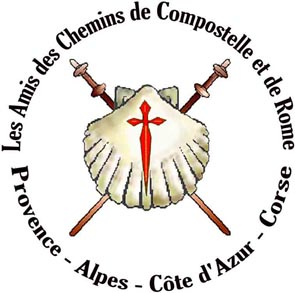 Les Amis des Chemins de Compostelle et de Rome
Provence - Alpes - Côte d'Azur - Corse